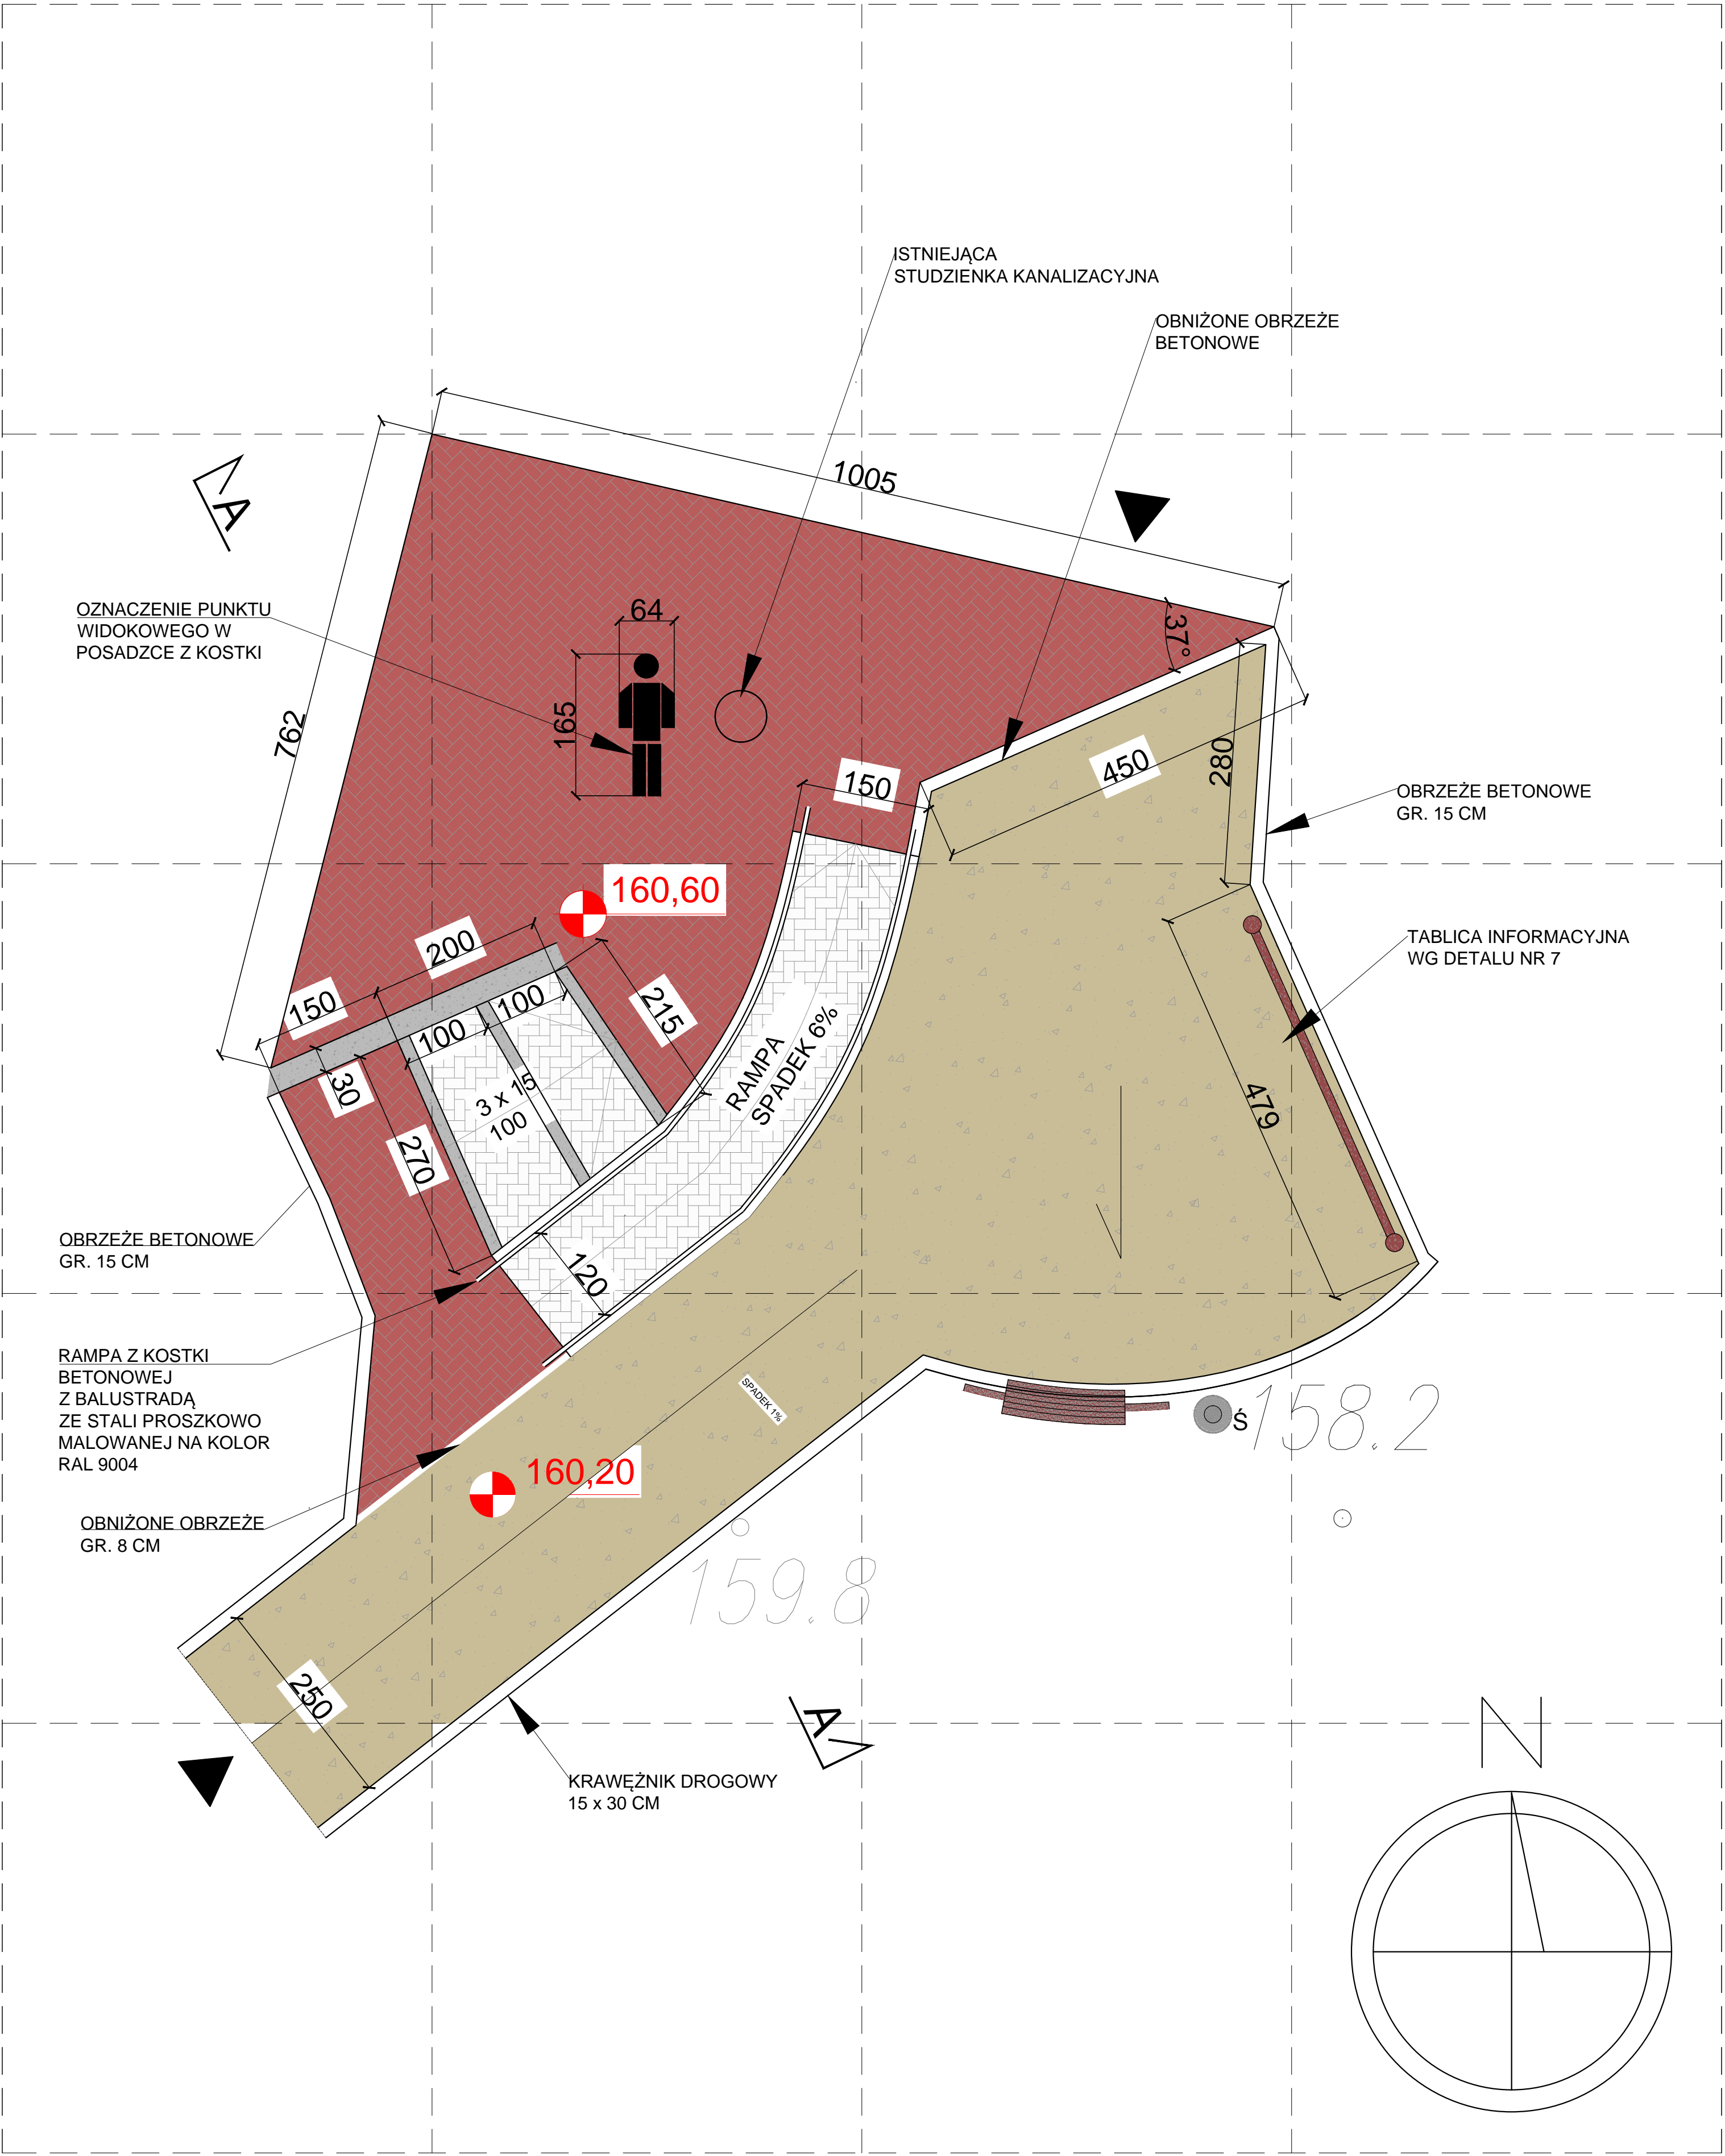 ISTNIEJĄCA
STUDZIENKA KANALIZACYJNA
OBNIŻONE OBRZEŻE
BETONOWE
1005
A
OZNACZENIE PUNKTU
WIDOKOWEGO W
POSADZCE Z KOSTKI
64
37°
165
762
150
450
280
OBRZEŻE BETONOWE
GR. 15 CM
160,60
200
TABLICA INFORMACYJNA
WG DETALU NR 7
150
100
100
215
30
3 x 15
100
RAMPA
SPADEK 6%
479
270
OBRZEŻE BETONOWE
GR. 15 CM
120
RAMPA Z KOSTKI
BETONOWEJ
Z BALUSTRADĄ
ZE STALI PROSZKOWO
MALOWANEJ NA KOLOR
RAL 9004
SPADEK 1%
Ś
158.2
160,20
OBNIŻONE OBRZEŻE
GR. 8 CM
159.8
250
A
N
KRAWĘŻNIK DROGOWY
15 x 30 CM